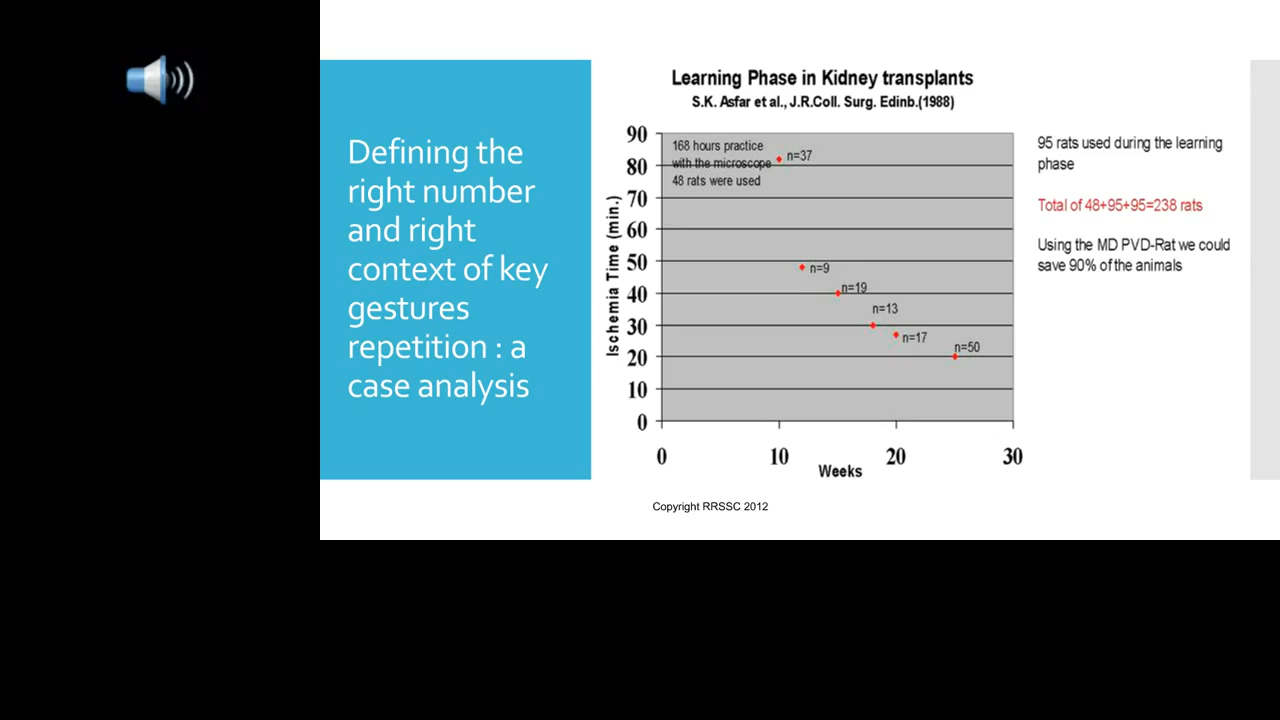 Defining the
right number
and right
context of key
gestures
repetition : a
case analysis
Learning Phase in Kidney transplants
S.K. Asfar et al., J.R.Coll. Surg. Edinb.(1988)
Ischemia Time (min.)
90
80
70
60
50
40
30
20
10
0
168 hours practice
with the microscope
48 rats were used
n=37
n=9
n=19
n=13
n=17
n=50
0 10 20 30
Weeks
95 rats used during the learning
phase
Total of 48+95+95=238 rats
Using the MD PVD-Rat we could
save 90% of the animals
Copyright RRSSC 2012